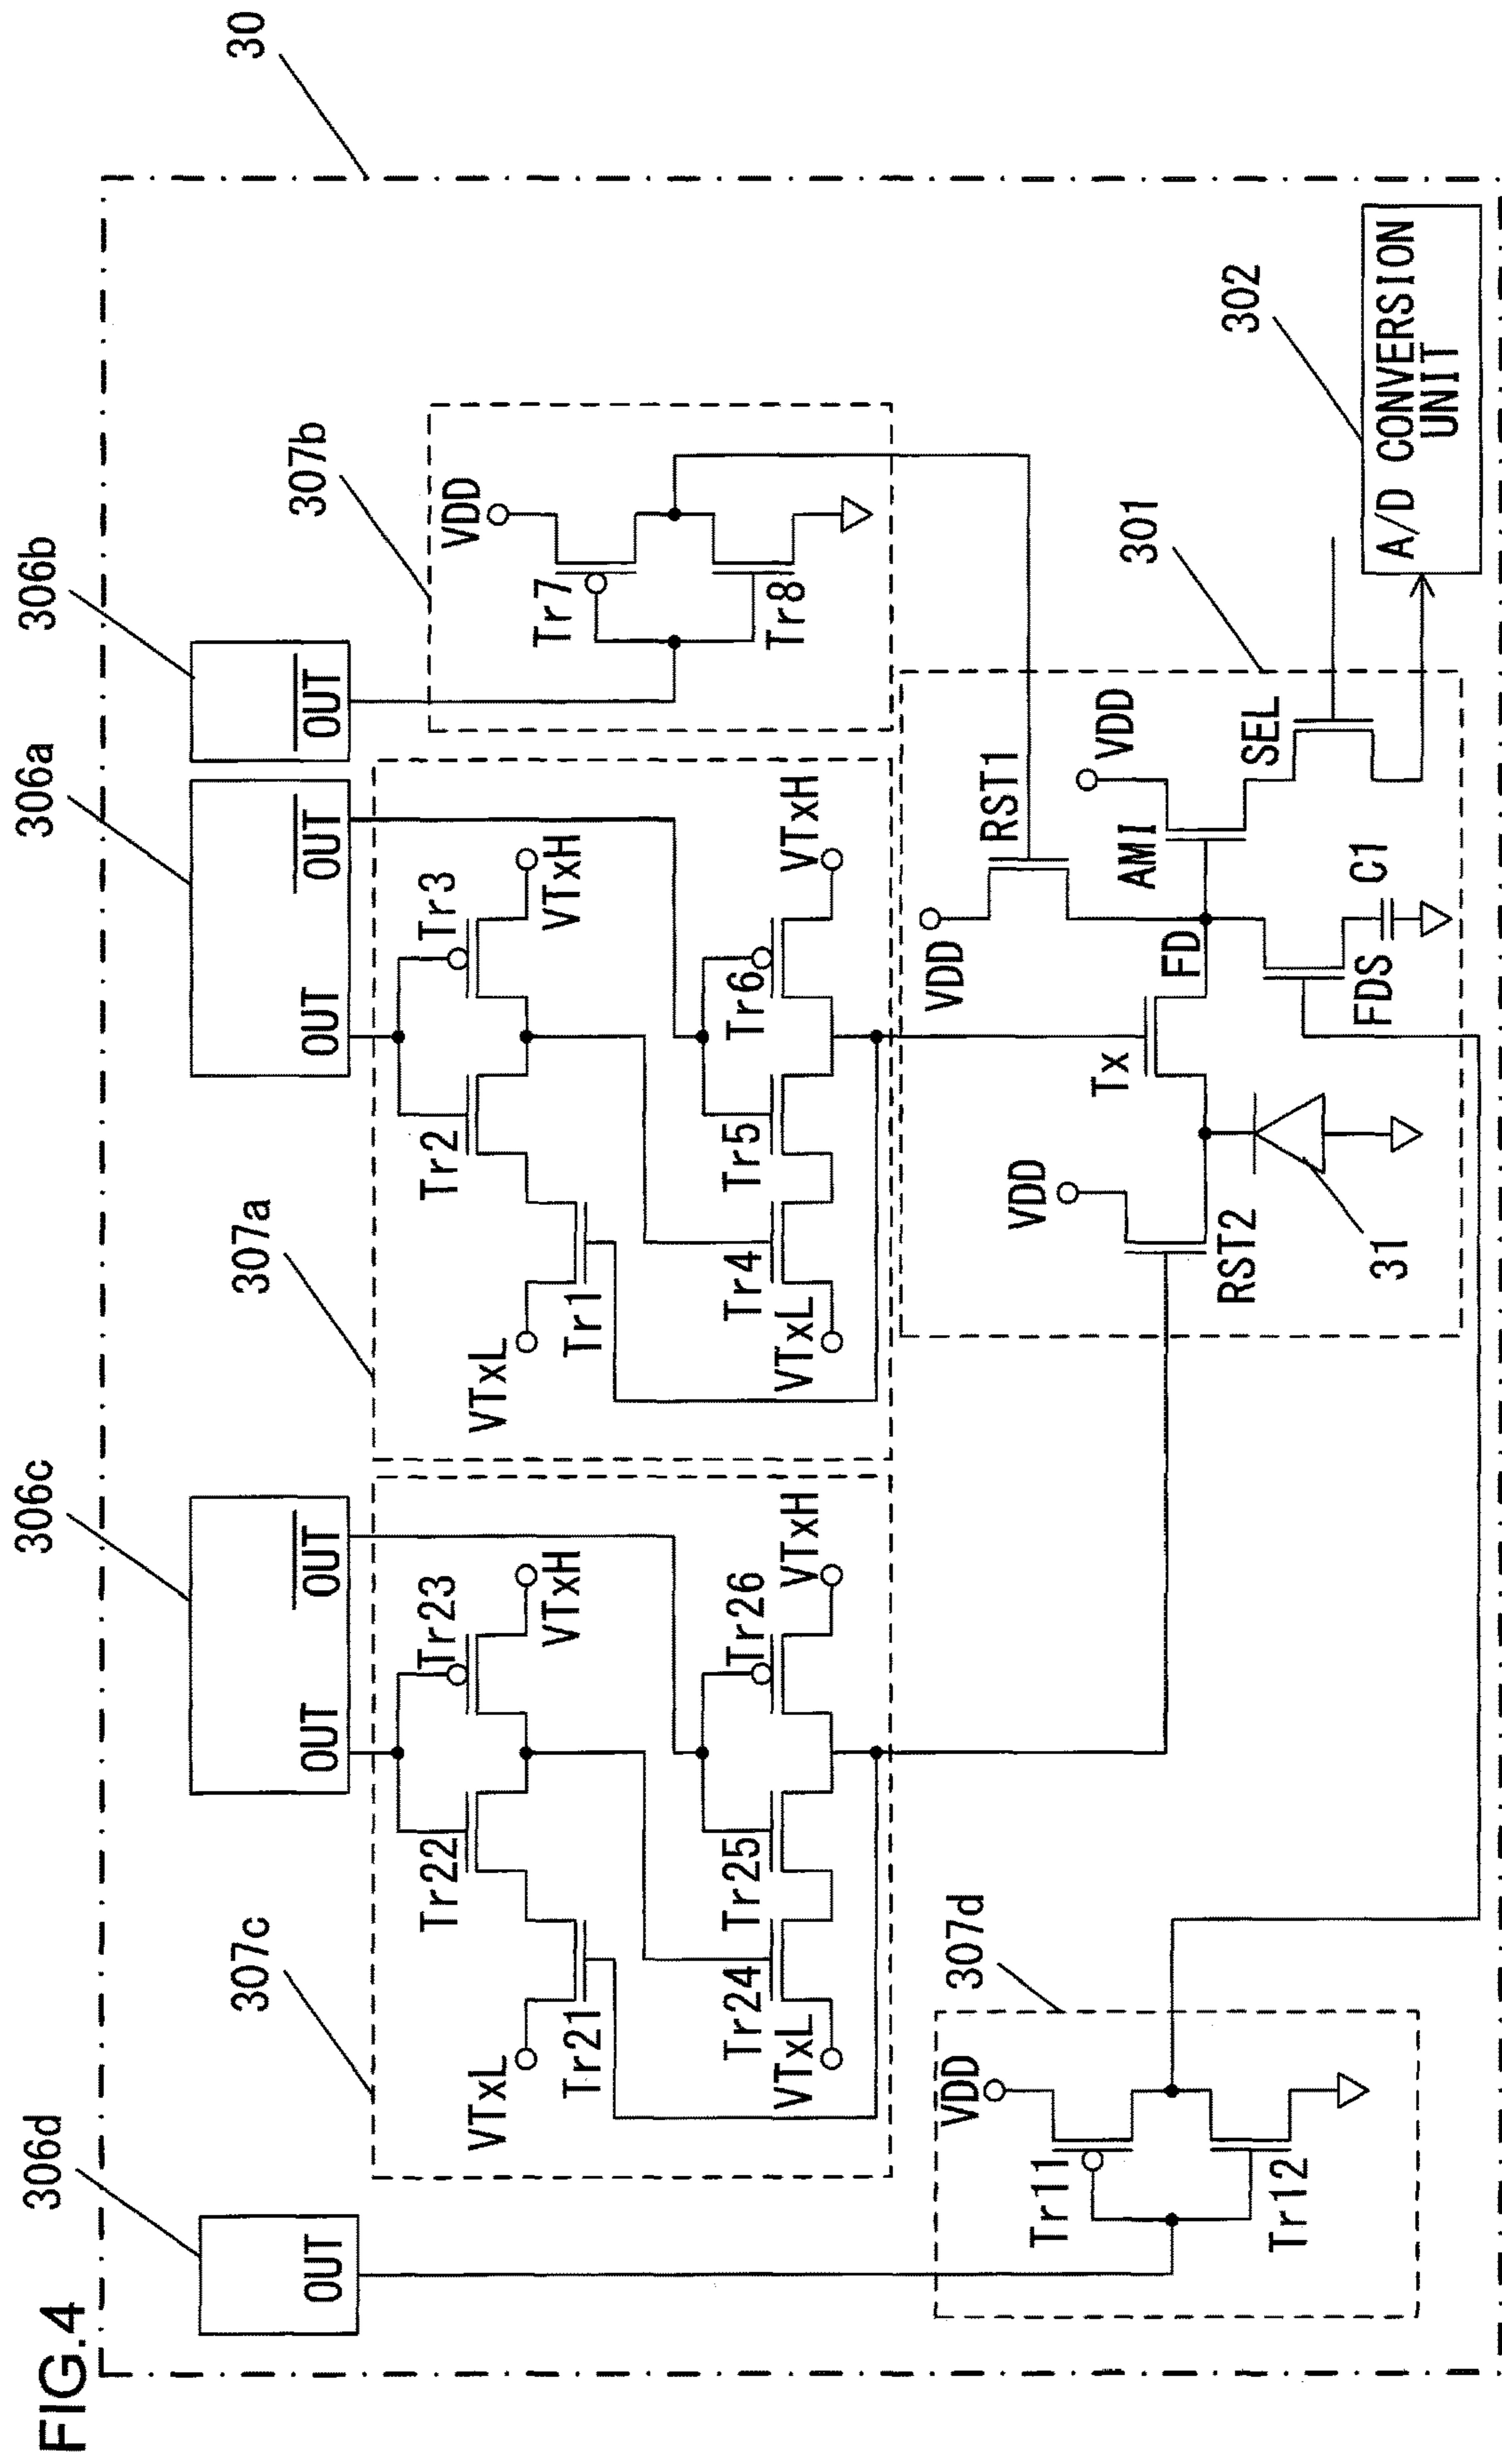 FIG.4
30
306d
306c
306a
306b
OUT
OUT
OUT
OUT
OUT
OUT
307c
307a
307b
Tr22
Tr23
Tr2
Tr3
VDD
VTxL
VTxH
VTxL
VTxH
Tr21
Tr1
Tr7
Tr24
Tr25
Tr26
Tr4
Tr5
Tr6
Tr8
VTxL
VTxH
VTxL
VTxH
307d
VDD
VDD
RST1
301
302
VDD
Tr11
Tr12
VDD
Tx
FD
AMI
SEL
RST2
31
FDS
C1
A/D CONVERSION
UNIT